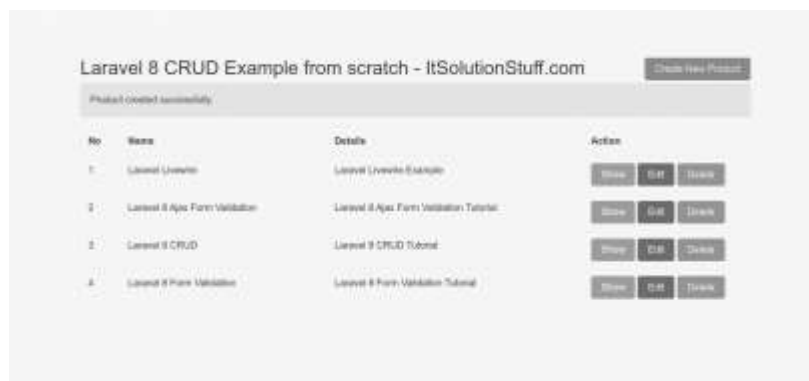 Laravel 8 CRUD Example from scratch - ItSolutionStuff.com
Create New Product
Product created successfully.
No Name Details Action
1 Laravel Livewire Laravel Livewire Example Show Edit Delete
2 Laravel 8 Ajax Form Validation Laravel 8 Ajax Form Validation Tutorial Show Edit Delete
3 Laravel 8 CRUD Laravel 8 CRUD Tutorial Show Edit Delete
4 Laravel 8 Form Validation Laravel 8 Form Validation Tutorial Show Edit Delete